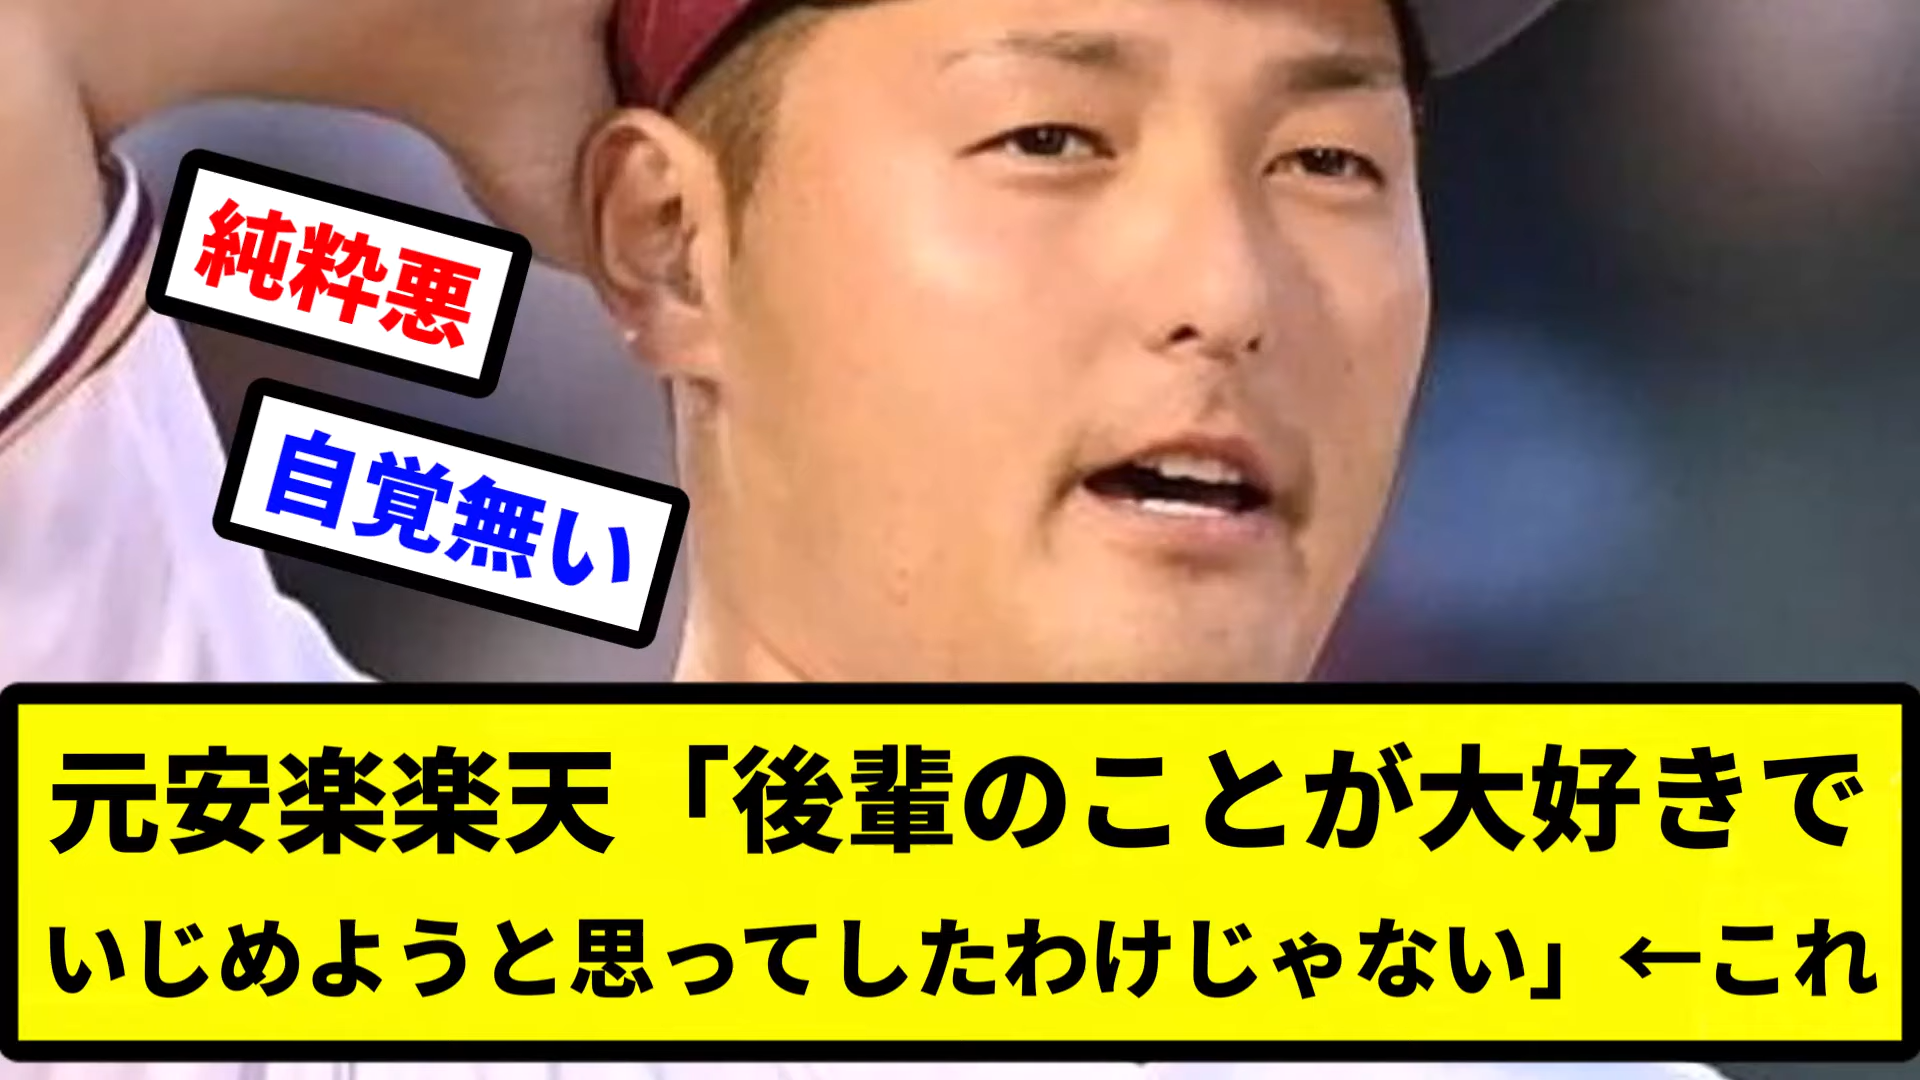 純粋悪
自覚無い
元安楽楽天「後輩のことが大好きで
いじめようと思ってしたわけじゃない」←これ